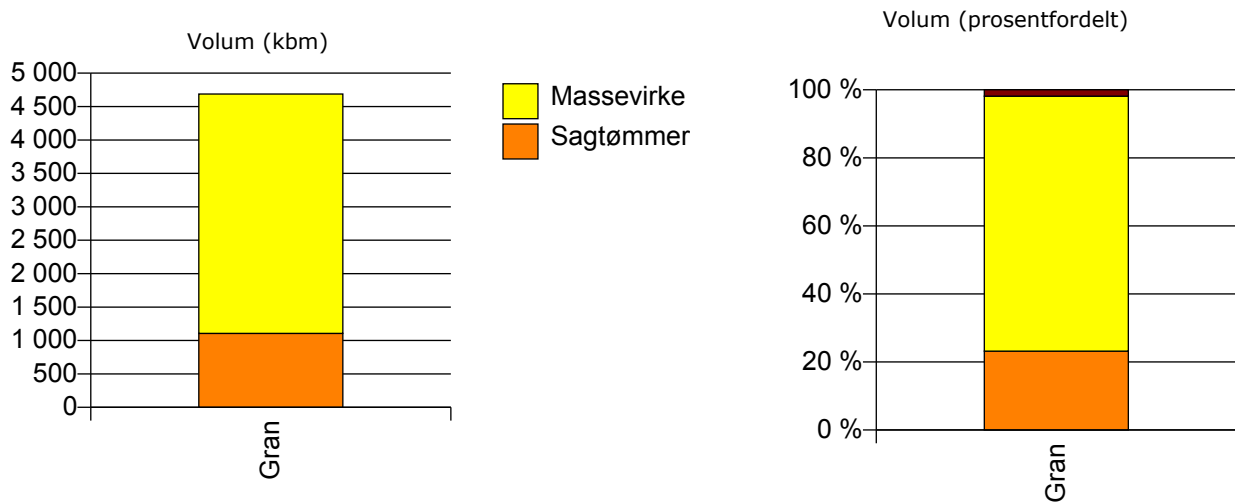 Volum (kbm)
5 000
4 500
4 000
3 500
3 000
2 500
2 000
1 500
1 000
500
0
Gran
Massevirke
Sagtømmer
Volum (prosentfordelt)
100 %
80 %
60 %
40 %
20 %
0 %
Gran